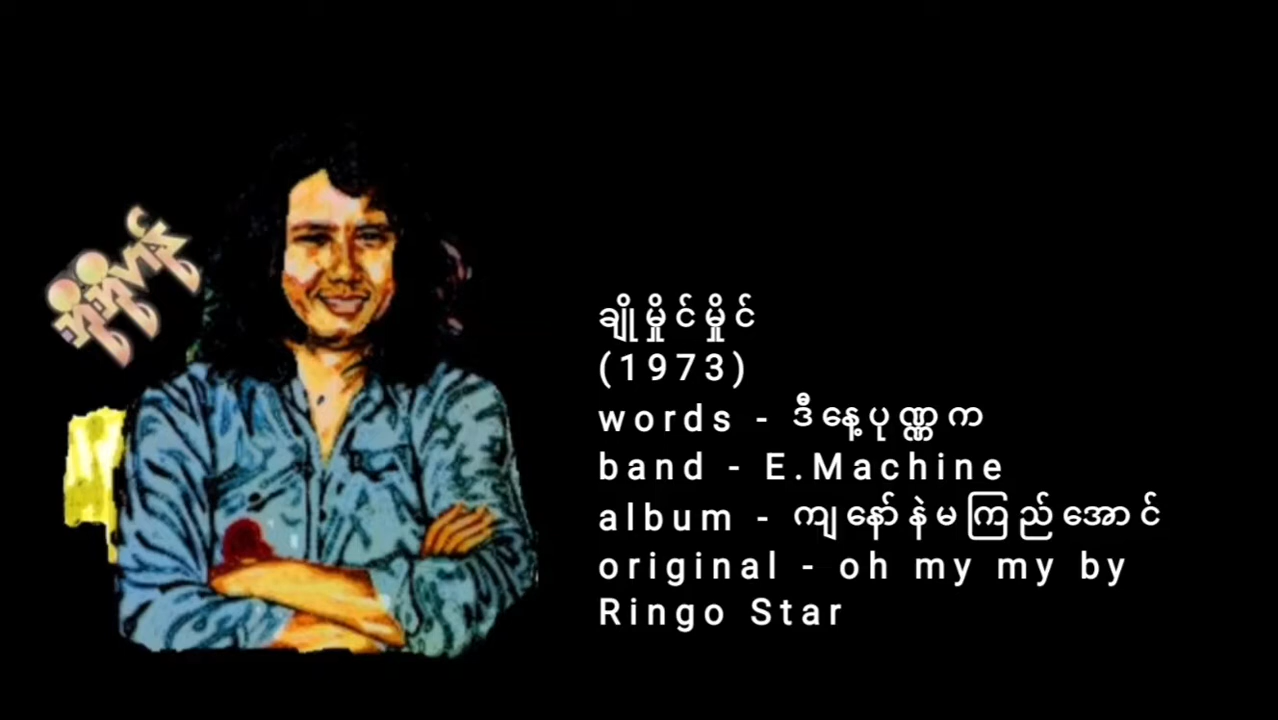 ချိုမှိုင်မှိုင်
(1973)
words - ဒီနေ့ပုဏ္ဏက
band - E.Machine
album - ကျနော်နဲ့မကြည်အောင်
original - oh my my by
Ringo Star